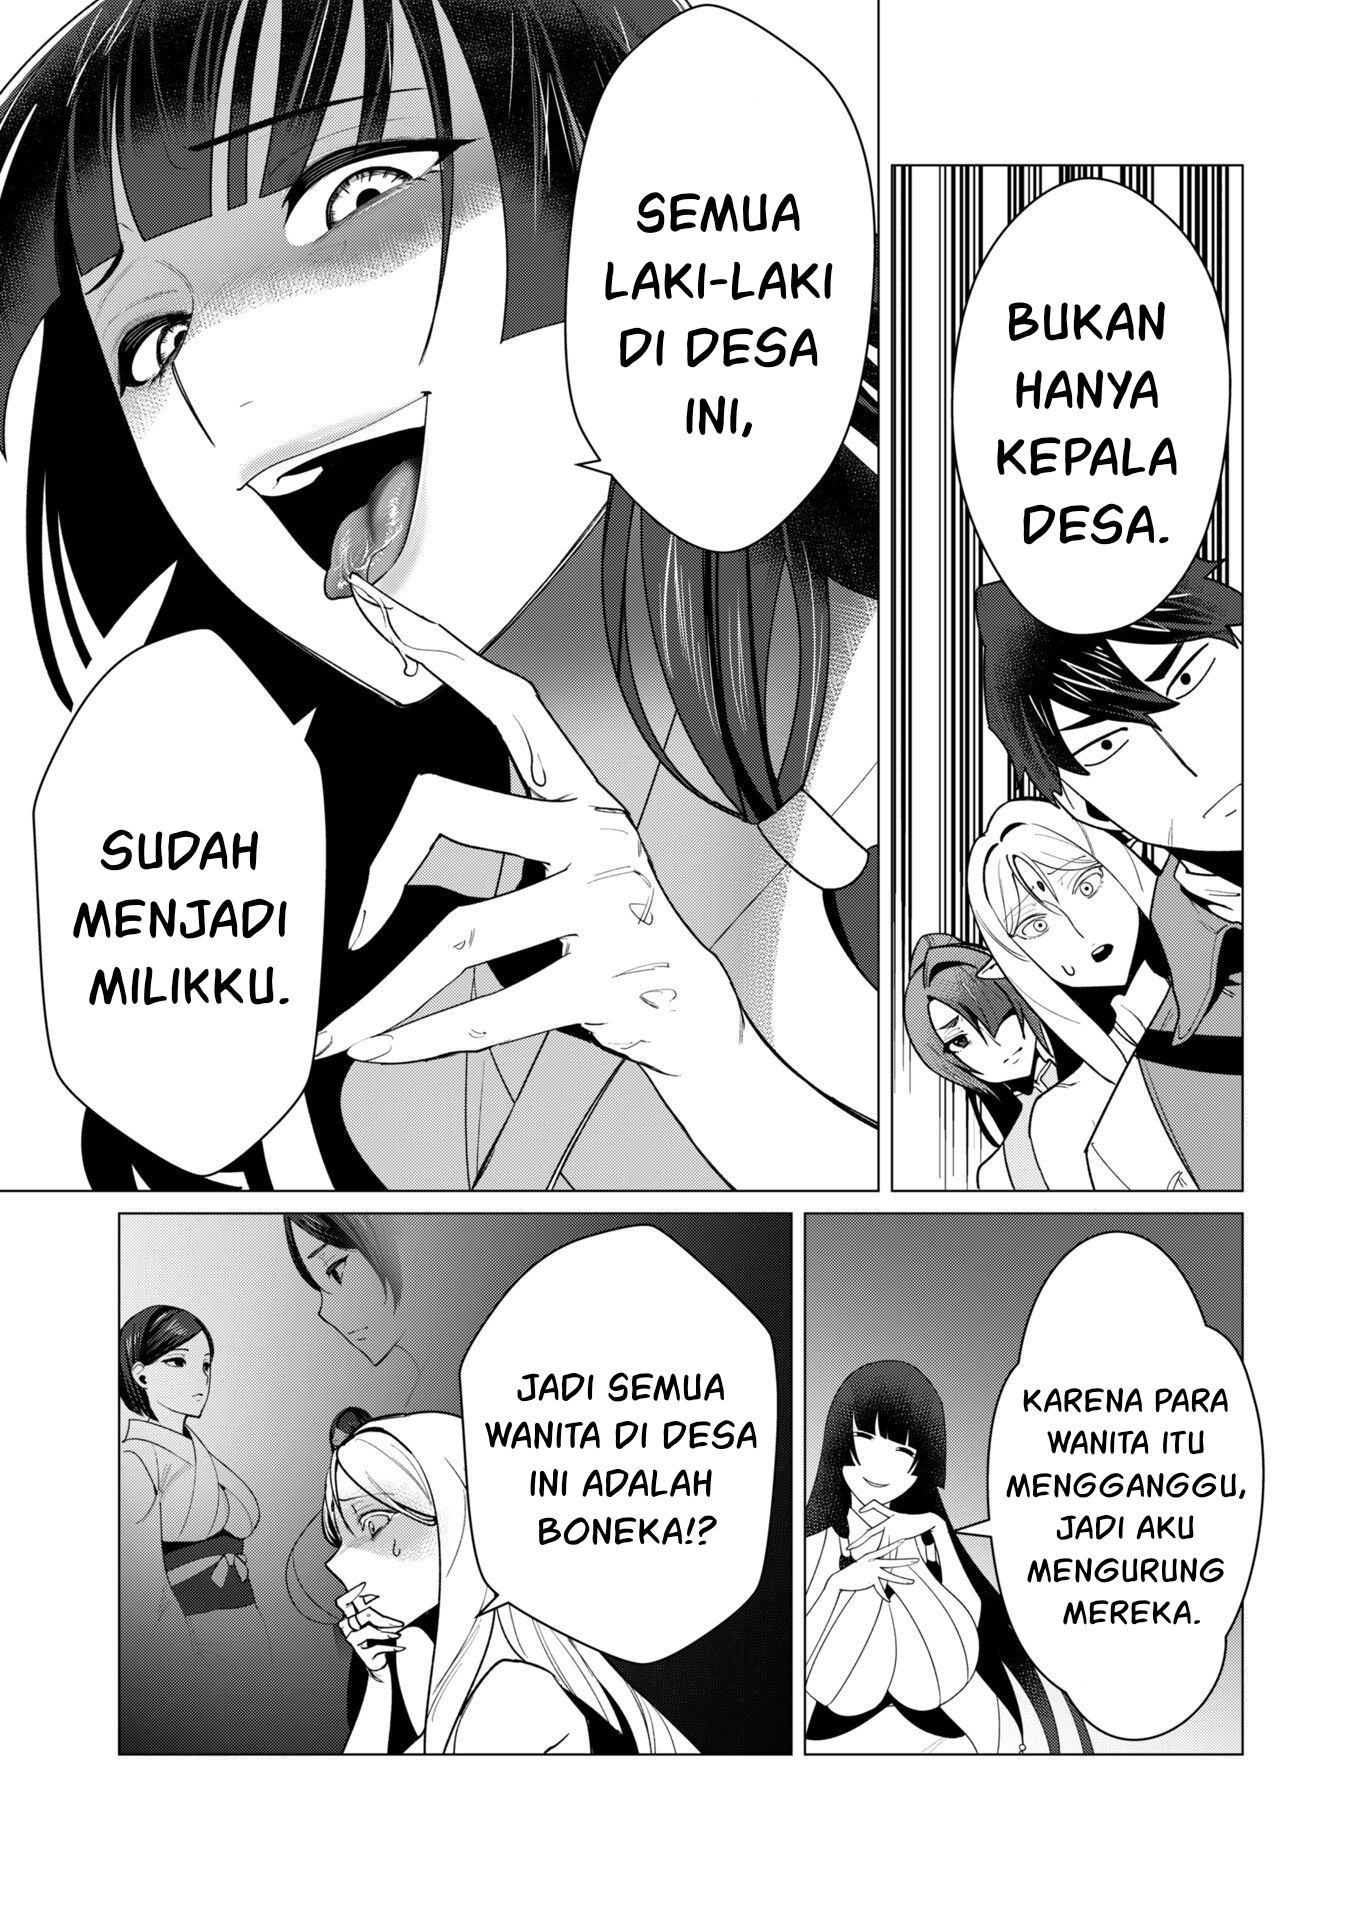 BUKAN
HANYA
KEPALA
DESA.
SEMUA
LAKI-LAKI
DI DESA
INI,
SUDAH
MENJADI
MILIKKU.
KARENA PARA
WANITA ITU
MENGGANGGU,
JADI AKU
MENGURUNG
MEREKA.
JADI SEMUA
WANITA DI DESA
INI ADALAH
BONEKA!?